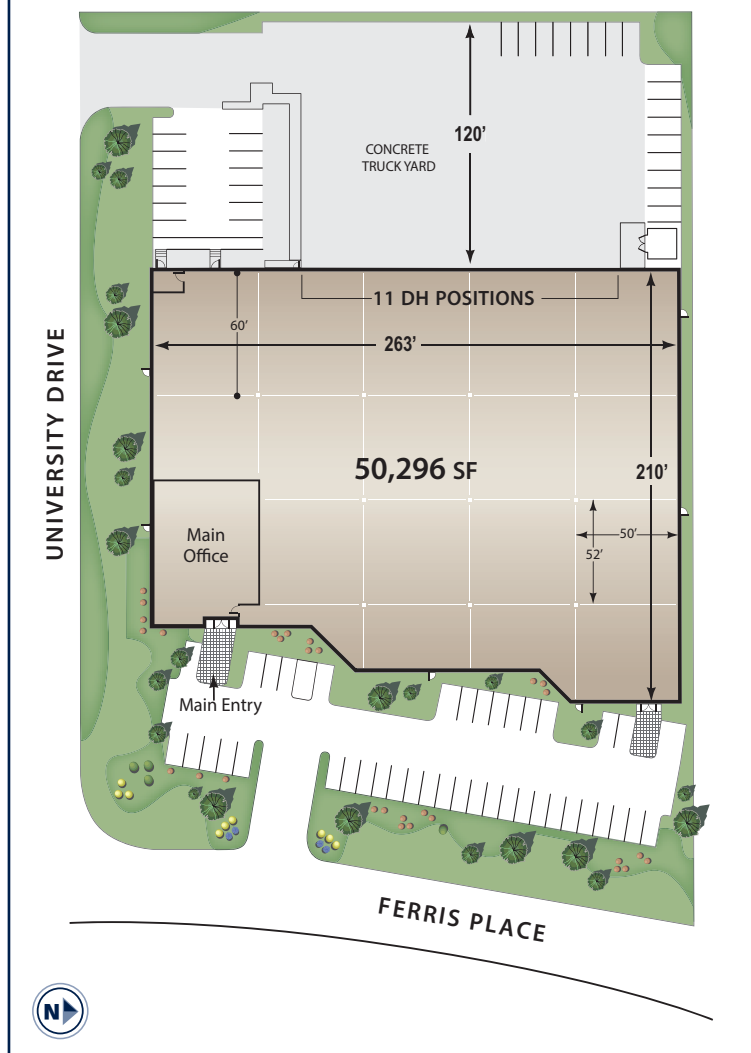 120’
CONCRETE
TRUCK YARD
11 DH POSITIONS
60’
263’
UNIVERSITY DRIVE
50,296 SF
210’
Main
Office
50’
52’
Main Entry
FERRIS PLACE
N